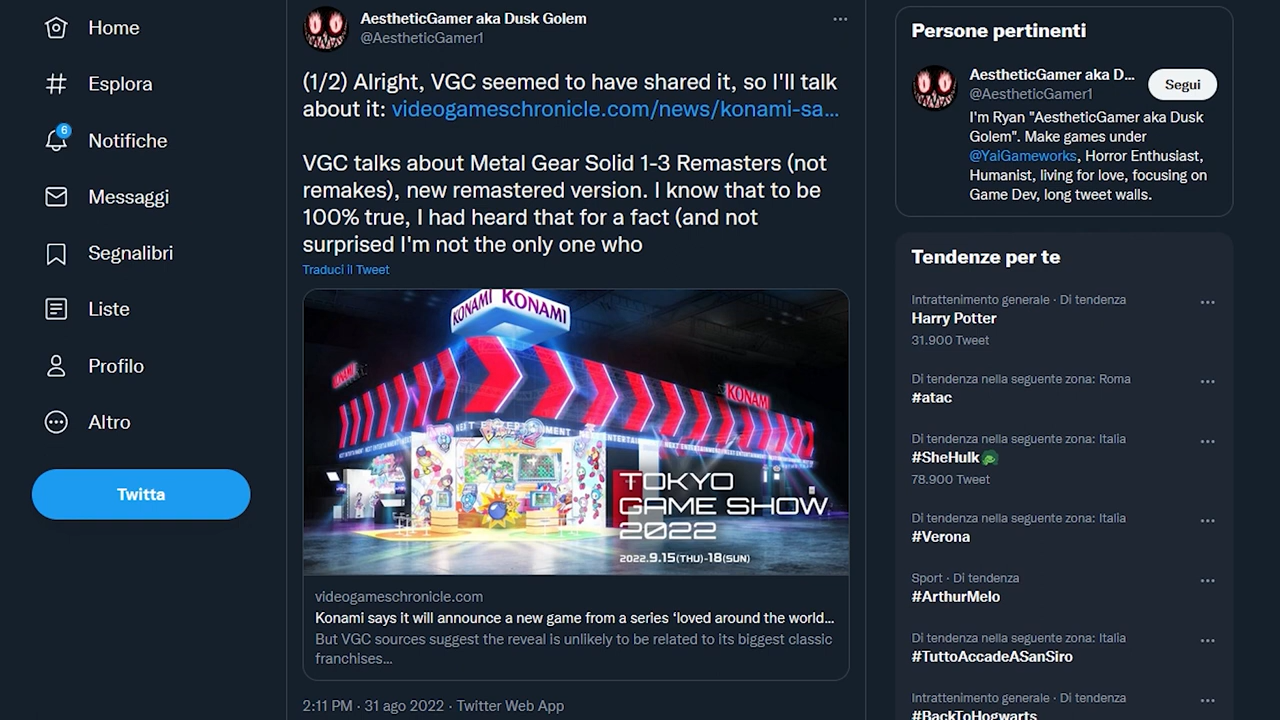 Home
Esplora
6
Notifiche
Messaggi
Segnalibri
Liste
Profilo
Altro
Twitta
AestheticGamer aka Dusk Golem
@AestheticGamer1
(1/2) Alright, VGC seemed to have shared it, so I'll talk
about it: videogameschronicle.com/news/konami-sa...
VGC talks about Metal Gear Solid 1-3 Remasters (not
remakes), new remastered version. I know that to be
100% true, I had heard that for a fact (and not
surprised I'm not the only one who
Traduci il Tweet
KONAMI KONAMI
KONAMI
KONAMI
TOKYO
GAME SHOW
2022
2022.9.15(THU)-18(SUN)
videogameschronicle.com
Konami says it will announce a new game from a series ‘loved around the world...
But VGC sources suggest the reveal is unlikely to be related to its biggest classic
franchises...
2:11 PM · 31 ago 2022 · Twitter Web App
Persone pertinenti
AestheticGamer aka D...
@AestheticGamer1
Segui
I'm Ryan "AestheticGamer aka Dusk
Golem". Make games under
@YaiGameworks, Horror Enthusiast,
Humanist, living for love, focusing on
Game Dev, long tweet walls.
Tendenze per te
Intrattenimento generale · Di tendenza
Harry Potter
31.900 Tweet
Di tendenza nella seguente zona: Roma
#atac
Di tendenza nella seguente zona: Italia
#SheHulk
78.900 Tweet
Di tendenza nella seguente zona: Italia
#Verona
Sport · Di tendenza
#ArthurMelo
Di tendenza nella seguente zona: Italia
#TuttoAccadeASanSiro
Intrattenimento generale · Di tendenza
#BackToHogwarts